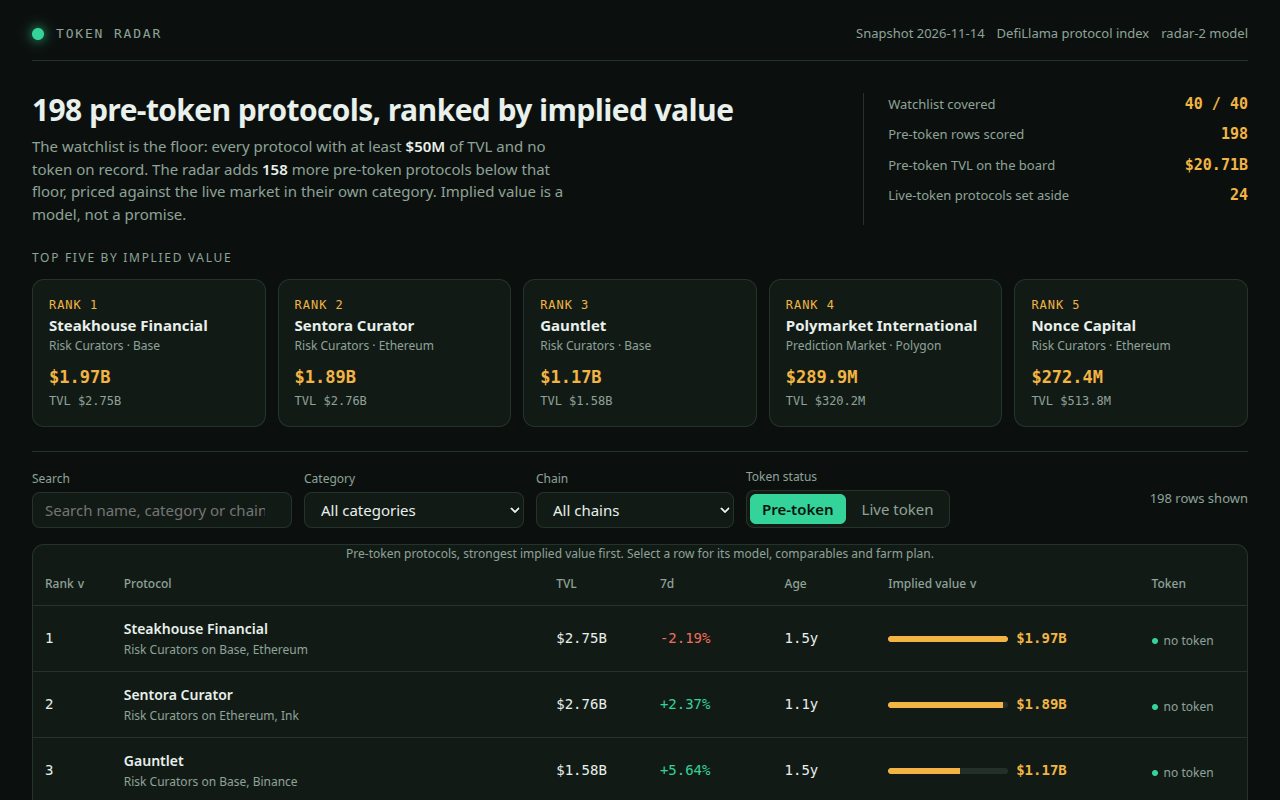 TOKEN RADAR
Snapshot 2026-11-14 DefiLlama protocol index radar-2 model
198 pre-token protocols, ranked by implied value
The watchlist is the floor: every protocol with at least $50M of TVL and no
token on record. The radar adds 158 more pre-token protocols below that
floor, priced against the live market in their own category. Implied value is a
model, not a promise.
Watchlist covered 40 / 40
Pre-token rows scored 198
Pre-token TVL on the board $20.71B
Live-token protocols set aside 24
TOP FIVE BY IMPLIED VALUE
RANK 1
Steakhouse Financial
Risk Curators · Base
$1.97B
TVL $2.75B
RANK 2
Sentora Curator
Risk Curators · Ethereum
$1.89B
TVL $2.76B
RANK 3
Gauntlet
Risk Curators · Base
$1.17B
TVL $1.58B
RANK 4
Polymarket International
Prediction Market · Polygon
$289.9M
TVL $320.2M
RANK 5
Nonce Capital
Risk Curators · Ethereum
$272.4M
TVL $513.8M
Search
Search name, category or chain
Category
All categories
Chain
All chains
Token status
Pre-token Live token
198 rows shown
Pre-token protocols, strongest implied value first. Select a row for its model, comparables and farm plan.
Rank v Protocol TVL 7d Age Implied value v Token
1 Steakhouse Financial $2.75B -2.19% 1.5y $1.97B no token
Risk Curators on Base, Ethereum
2 Sentora Curator $2.76B +2.37% 1.1y $1.89B no token
Risk Curators on Ethereum, Ink
3 Gauntlet $1.58B +5.64% 1.5y $1.17B no token
Risk Curators on Base, Binance